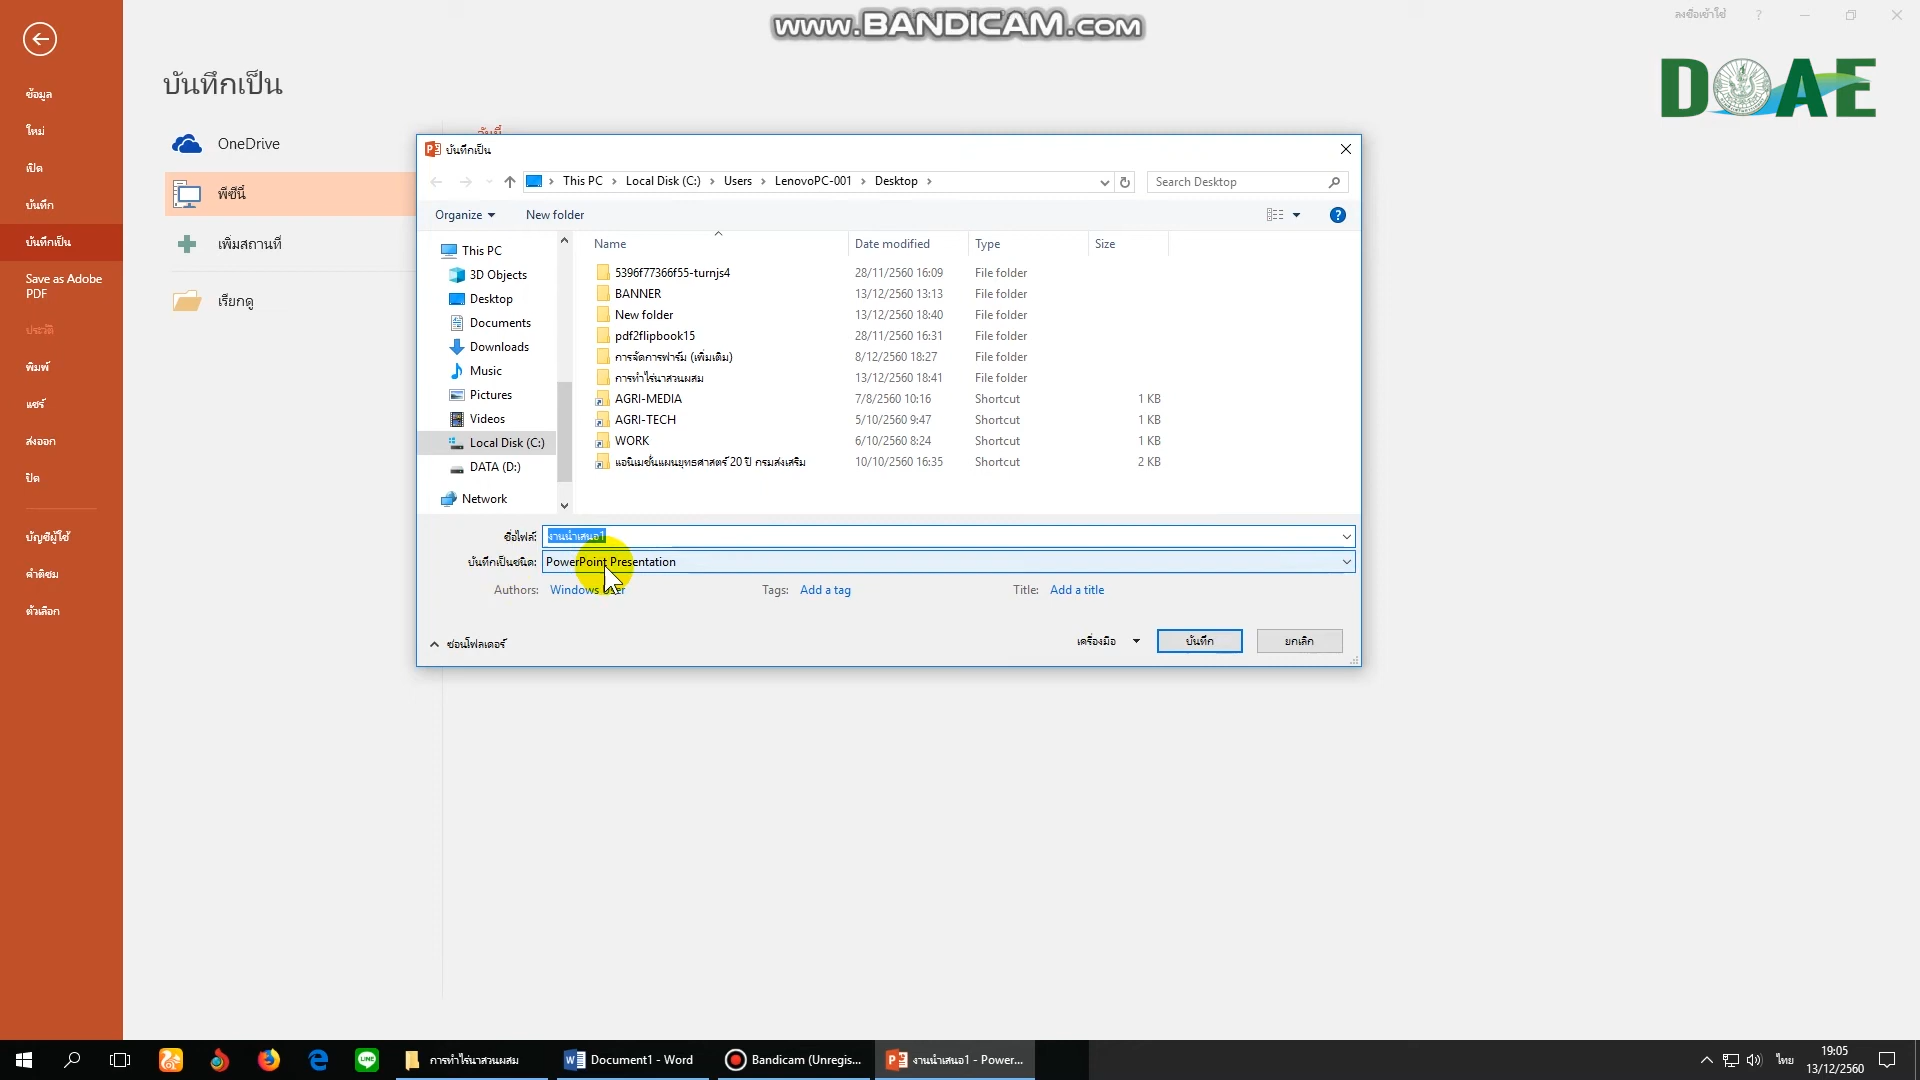 www.BANDICAM.com
ลงชื่อเข้าใช้
DOAE
ข้อมูล
ใหม่
เปิด
บันทึก
บันทึกเป็น
Save as Adobe
PDF
ประวัติ
พิมพ์
แชร์
ส่งออก
ปิด
บัญชีผู้ใช้
คำติชม
ตัวเลือก
บันทึกเป็น
OneDrive
พีซีนี้
เพิ่มสถานที่
เรียกดู
บันทึกเป็น
This PC > Local Disk (C:) > Users > LenovoPC-001 > Desktop >
Search Desktop
Organize
New folder
This PC
3D Objects
Desktop
Documents
Downloads
Music
Pictures
Videos
Local Disk (C:)
DATA (D:)
Network
Name Date modified Type Size
5396f77366f55-turnjs4 28/11/2560 16:09 File folder
BANNER 13/12/2560 13:13 File folder
New folder 13/12/2560 18:40 File folder
pdf2flipbook15 28/11/2560 16:31 File folder
การจัดการฟาร์ม (เพิ่มเติม) 8/12/2560 18:27 File folder
การทำไร่นาสวนผสม 13/12/2560 18:41 File folder
AGRI-MEDIA 7/8/2560 10:16 Shortcut 1 KB
AGRI-TECH 5/10/2560 9:47 Shortcut 1 KB
WORK 6/10/2560 8:24 Shortcut 1 KB
แอนิเมชั่นแผนยุทธศาสตร์ 20 ปี กรมส่งเสริม 10/10/2560 16:35 Shortcut 2 KB
ชื่อไฟล์: งานนำเสนอ1
บันทึกเป็นชนิด: PowerPoint Presentation
Authors: Windows User Tags: Add a tag Title: Add a title
ซ่อนโฟลเดอร์
เครื่องมือ
บันทึก
ยกเลิก
การทำไร่นาสวนผสม
Document1 - Word
Bandicam (Unregis...
งานนำเสนอ1 - Power...
ไทย
19:05
13/12/2560